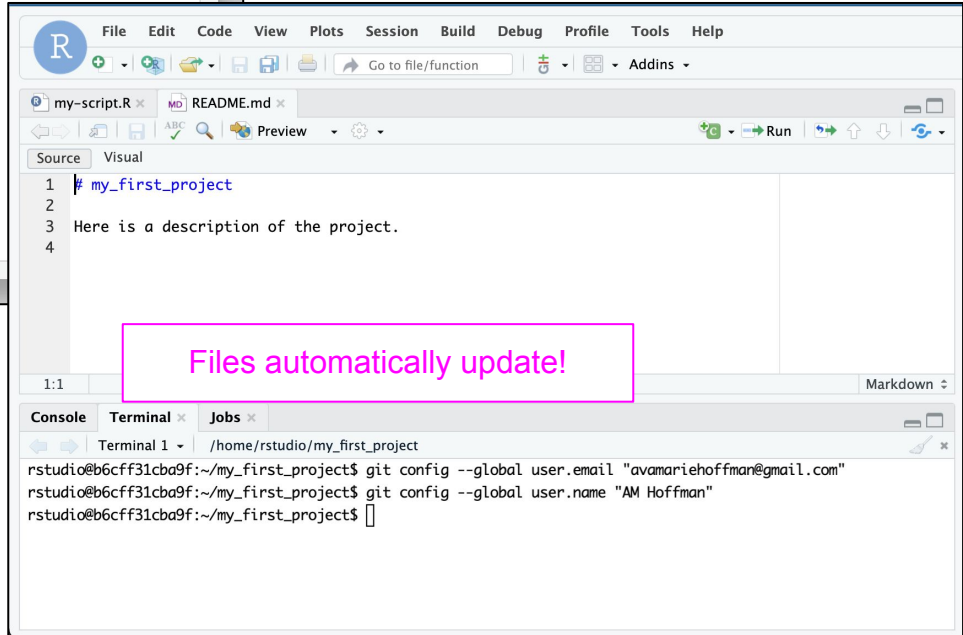 R
File Edit Code View Plots Session Build Debug Profile Tools Help
R Go to file/function Addins
R my-script.R × MD README.md ×
ABC Preview C Run
Source Visual
1 # my_first_project
2
3 Here is a description of the project.
4
Files automatically update!
1:1 Markdown
Console Terminal × Jobs ×
Terminal 1 /home/rstudio/my_first_project
rstudio@b6cff31cba9f:~/my_first_project$ git config --global user.email "avamariehoffman@gmail.com"
rstudio@b6cff31cba9f:~/my_first_project$ git config --global user.name "AM Hoffman"
rstudio@b6cff31cba9f:~/my_first_project$